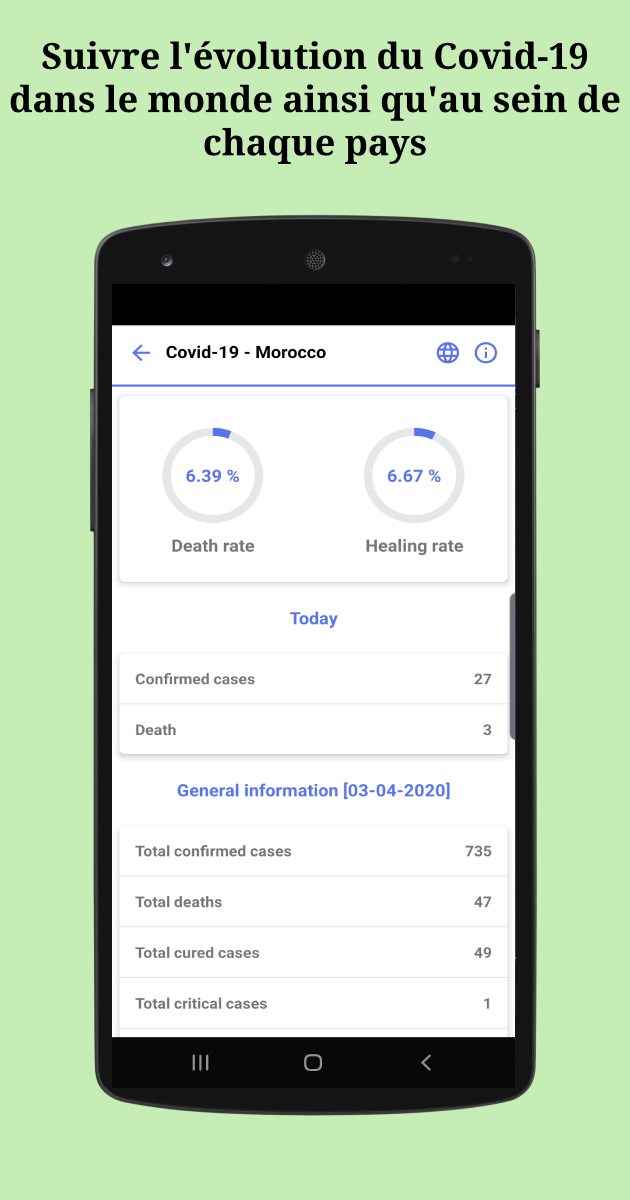 Suivre l'évolution du Covid-19
dans le monde ainsi qu'au sein de
chaque pays
Covid-19 - Morocco
6.39 % 6.67 %
Death rate Healing rate
Today
Confirmed cases 27
Death 3
General information [03-04-2020]
Total confirmed cases 735
Total deaths 47
Total cured cases 49
Total critical cases 1